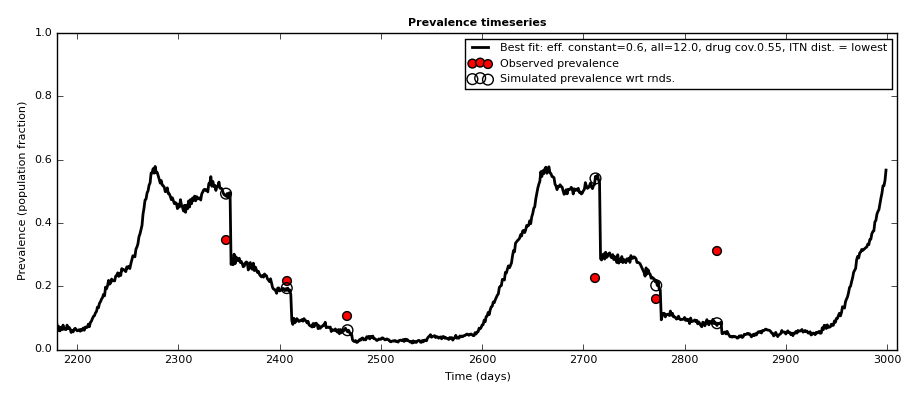 Prevalence timeseries
1.0
0.8
0.6
0.4
0.2
0.0
Prevalence (population fraction)
Best fit: eff. constant=0.6, all=12.0, drug cov.0.55, ITN dist. = lowest
Observed prevalence
Simulated prevalence wrt rnds.
2200 2300 2400 2500 2600 2700 2800 2900 3000
Time (days)